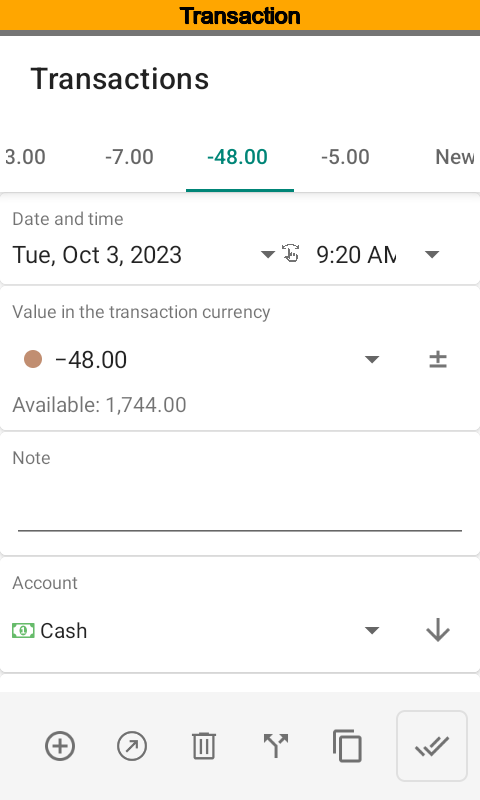 Transaction
Transactions
3.00 -7.00 -48.00 -5.00 New
Date and time
Tue, Oct 3, 2023 9:20 AM
Value in the transaction currency
−48.00 ±
Available: 1,744.00
Note
Account
Cash